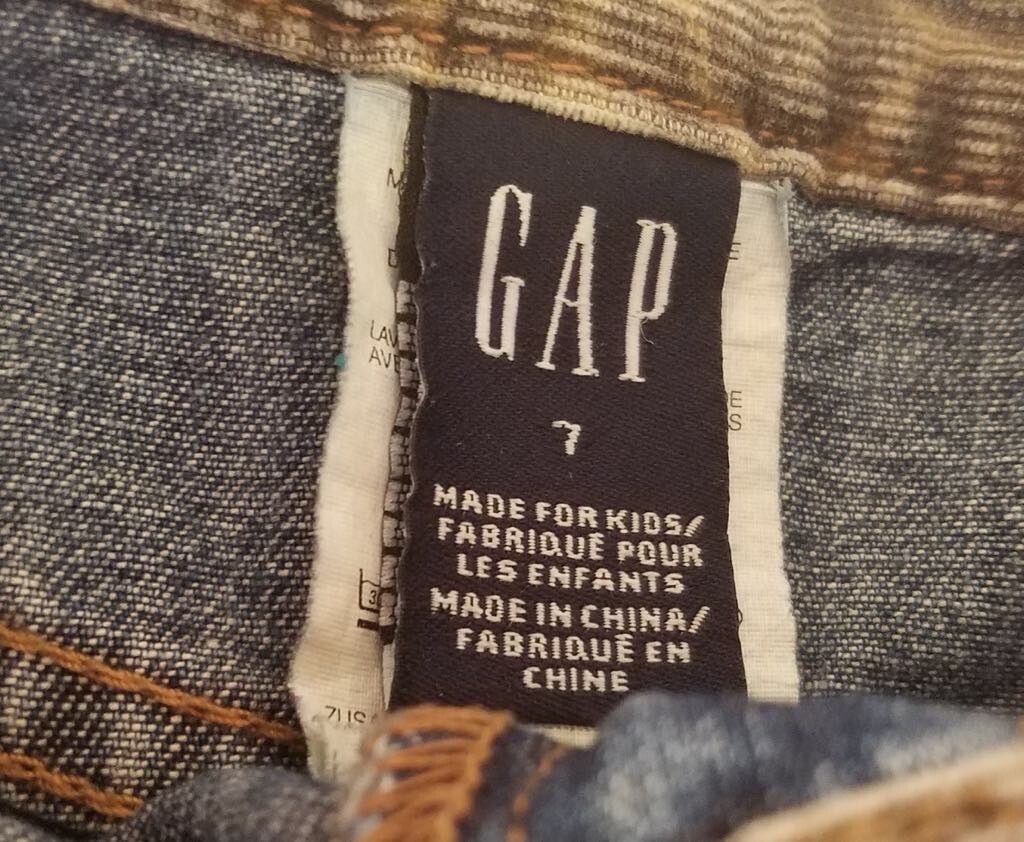 GAP
7
MADE FOR KIDS/
FABRIQUÉ POUR
LES ENFANTS
MADE IN CHINA/
FABRIQUÉ EN
CHINE